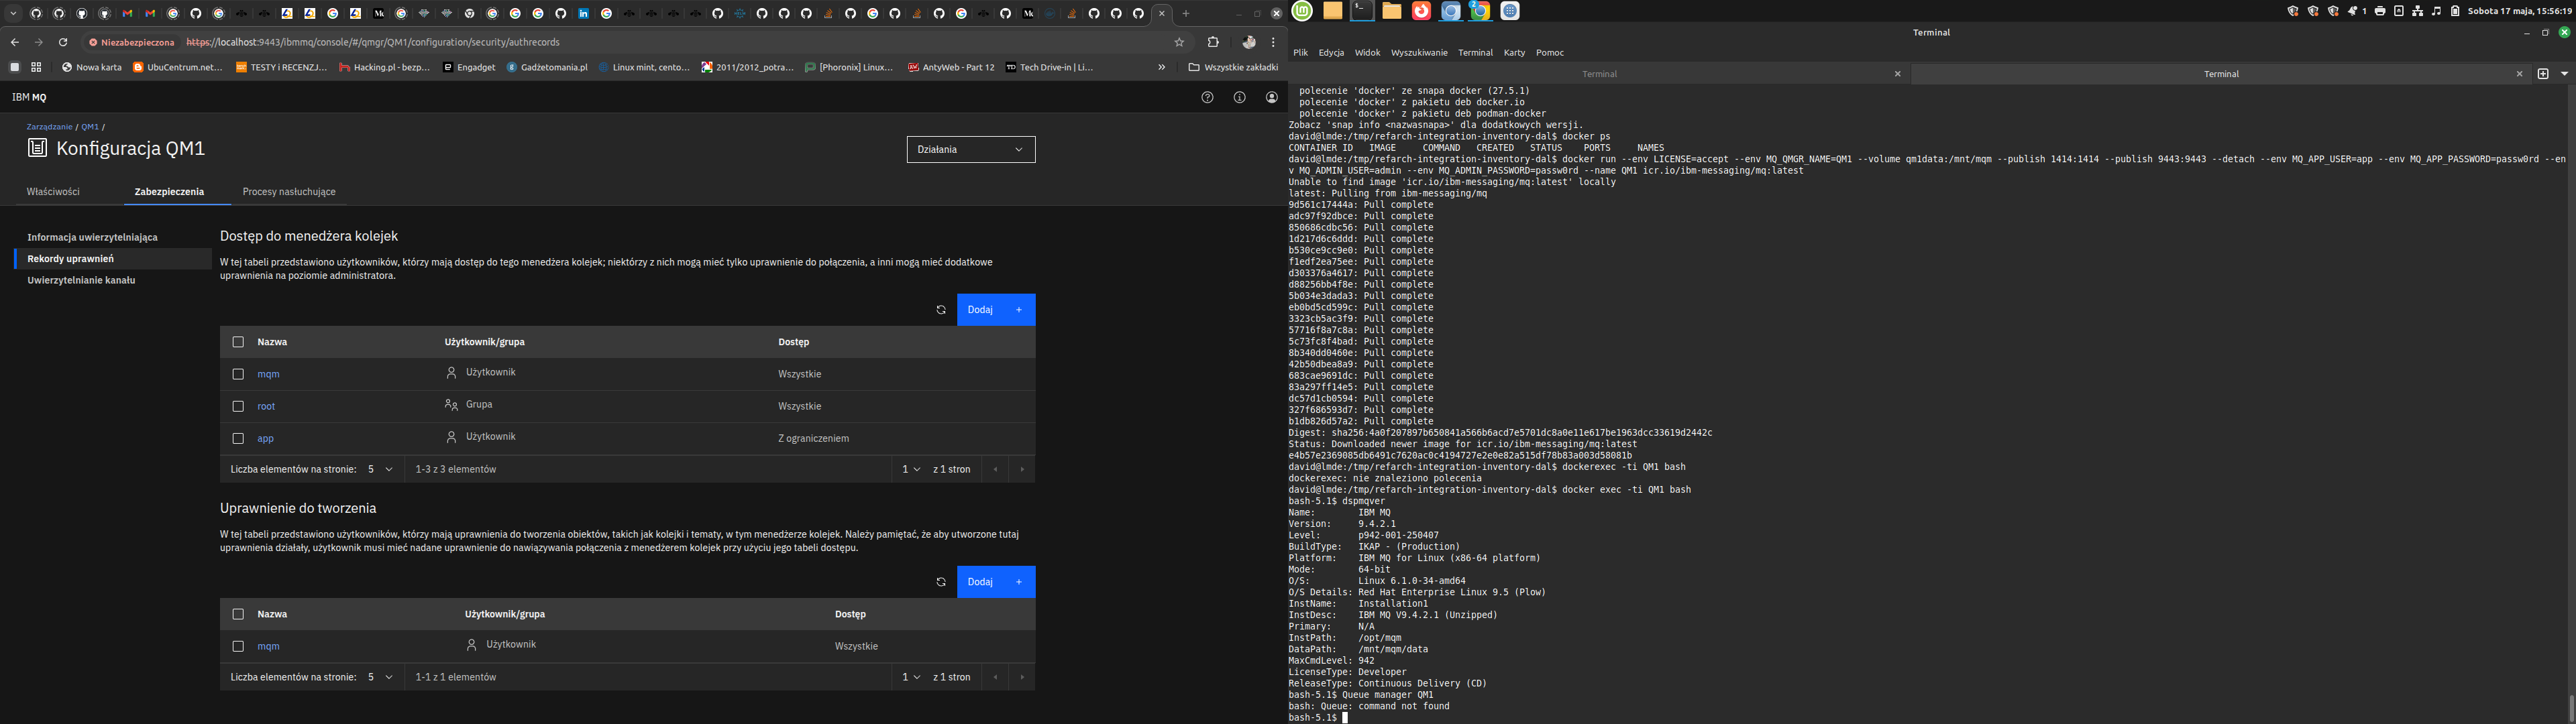 Niezabezpieczona https://localhost:9443/ibmmq/console/#/qmgr/QM1/configuration/security/authrecords
Nowa karta UbuCentrum.net... TESTY i RECENZJ... Hacking.pl - bezp... Engadget Gadżetomania.pl Linux mint, cento... 2011/2012_potra... [Phoronix] Linux... AntyWeb - Part 12 Tech Drive-in | Li... » Wszystkie zakładki
IBM MQ
Zarządzanie / QM1 /
Konfiguracja QM1
Działania
Właściwości Zabezpieczenia Procesy nasłuchujące
Informacja uwierzytelniająca
Rekordy uprawnień
Uwierzytelnianie kanału
Dostęp do menedżera kolejek
W tej tabeli przedstawiono użytkowników, którzy mają dostęp do tego menedżera kolejek; niektórzy z nich mogą mieć tylko uprawnienie do połączenia, a inni mogą mieć dodatkowe
uprawnienia na poziomie administratora.
Dodaj +
Nazwa Użytkownik/grupa Dostęp
mqm Użytkownik Wszystkie
root Grupa Wszystkie
app Użytkownik Z ograniczeniem
Liczba elementów na stronie: 5 1-3 z 3 elementów 1 z 1 stron
Uprawnienie do tworzenia
W tej tabeli przedstawiono użytkowników, którzy mają uprawnienia do tworzenia obiektów, takich jak kolejki i tematy, w tym menedżerze kolejek. Należy pamiętać, że aby utworzone tutaj
uprawnienia działały, użytkownik musi mieć nadane uprawnienie do nawiązywania połączenia z menedżerem kolejek przy użyciu jego tabeli dostępu.
Dodaj +
Nazwa Użytkownik/grupa Dostęp
mqm Użytkownik Wszystkie
Liczba elementów na stronie: 5 1-1 z 1 elementów 1 z 1 stron
2 1 Sobota 17 maja, 15:56:19
Terminal
Plik Edycja Widok Wyszukiwanie Terminal Karty Pomoc
Terminal Terminal
polecenie 'docker' ze snapa docker (27.5.1)
polecenie 'docker' z pakietu deb docker.io
polecenie 'docker' z pakietu deb podman-docker
Zobacz 'snap info <nazwasnapa>' dla dodatkowych wersji.
david@lmde:/tmp/refarch-integration-inventory-dal$ docker ps
CONTAINER ID IMAGE COMMAND CREATED STATUS PORTS NAMES
david@lmde:/tmp/refarch-integration-inventory-dal$ docker run --env LICENSE=accept --env MQ_QMGR_NAME=QM1 --volume qm1data:/mnt/mqm --publish 1414:1414 --publish 9443:9443 --detach --env MQ_APP_USER=app --env MQ_APP_PASSWORD=passw0rd --en
v MQ_ADMIN_USER=admin --env MQ_ADMIN_PASSWORD=passw0rd --name QM1 icr.io/ibm-messaging/mq:latest
Unable to find image 'icr.io/ibm-messaging/mq:latest' locally
latest: Pulling from ibm-messaging/mq
9d561c17444a: Pull complete
adc97f92dbce: Pull complete
850686cdbc56: Pull complete
1d217d6c6ddd: Pull complete
b530ce9cc9e0: Pull complete
f1edf2ea75ee: Pull complete
d303376a4617: Pull complete
d88256bb4f8e: Pull complete
5b034e3dada3: Pull complete
eb0bd5cd599c: Pull complete
3323cb5ac3f9: Pull complete
57716f8a7c8a: Pull complete
5c73fc8f4bad: Pull complete
8b340dd0460e: Pull complete
42b50dbea8a9: Pull complete
683cae9691dc: Pull complete
83a297ff14e5: Pull complete
dc57d1cb0594: Pull complete
327f686593d7: Pull complete
b1db826d57a2: Pull complete
Digest: sha256:4a0f207897b650841a566b6acd7e5701dc8a0e11e617be1963dcc33619d2442c
Status: Downloaded newer image for icr.io/ibm-messaging/mq:latest
e4b57e2369085db6491c7620ac0c4194727e2e0e82a515df78b83a003d58081b
david@lmde:/tmp/refarch-integration-inventory-dal$ dockerexec -ti QM1 bash
dockerexec: nie znaleziono polecenia
david@lmde:/tmp/refarch-integration-inventory-dal$ docker exec -ti QM1 bash
bash-5.1$ dspmqver
Name: IBM MQ
Version: 9.4.2.1
Level: p942-001-250407
BuildType: IKAP - (Production)
Platform: IBM MQ for Linux (x86-64 platform)
Mode: 64-bit
O/S: Linux 6.1.0-34-amd64
O/S Details: Red Hat Enterprise Linux 9.5 (Plow)
InstName: Installation1
InstDesc: IBM MQ V9.4.2.1 (Unzipped)
Primary: N/A
InstPath: /opt/mqm
DataPath: /mnt/mqm/data
MaxCmdLevel: 942
LicenseType: Developer
ReleaseType: Continuous Delivery (CD)
bash-5.1$ Queue manager QM1
bash: Queue: command not found
bash-5.1$